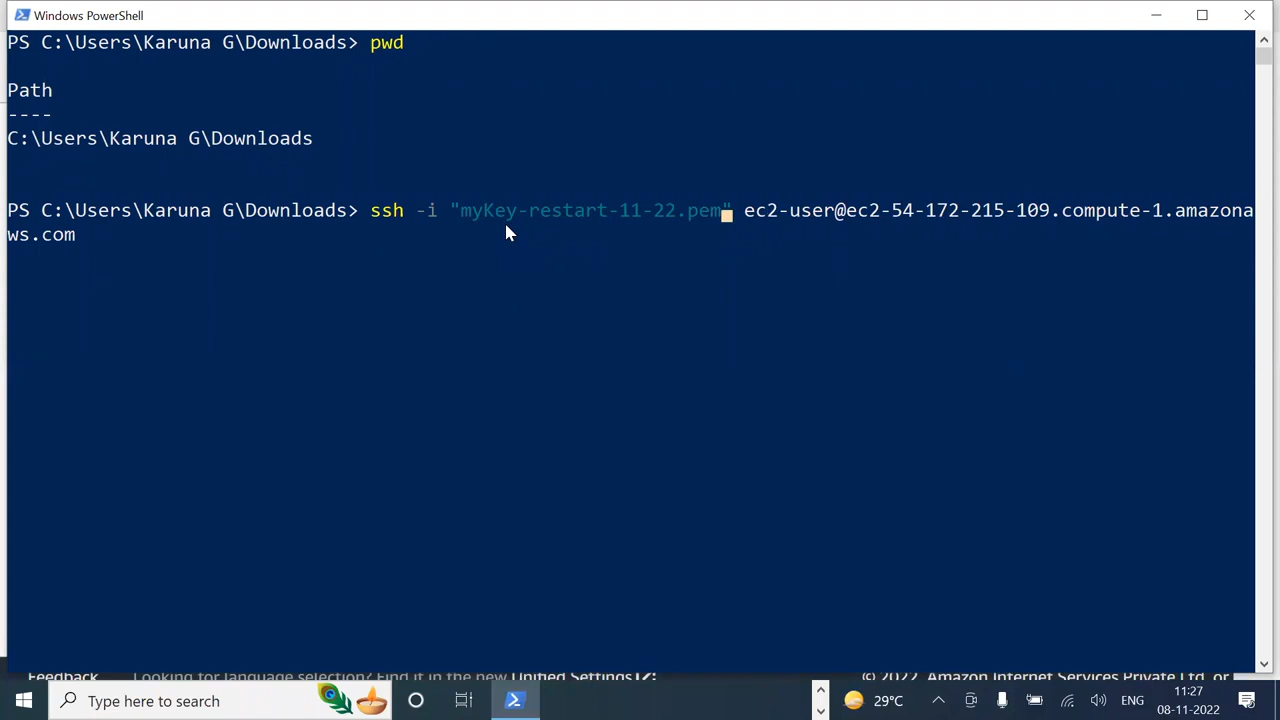 Windows PowerShell
PS C:\Users\Karuna G\Downloads> pwd
Path
----
C:\Users\Karuna G\Downloads
PS C:\Users\Karuna G\Downloads> ssh -i "myKey-restart-11-22.pem" ec2-user@ec2-54-172-215-109.compute-1.amazona
ws.com
Feedback Looking for language selection? Find it in the new Unified Settings © 2022, Amazon Internet Services Private Ltd. or
Type here to search 29°C ENG 11:27
08-11-2022